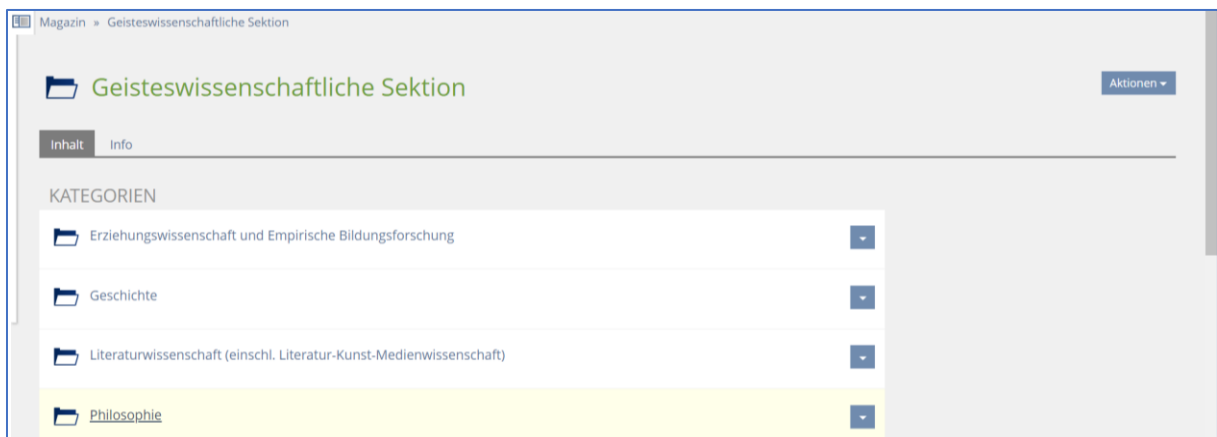 Magazin » Geisteswissenschaftliche Sektion
Geisteswissenschaftliche Sektion
Aktionen
Inhalt Info
KATEGORIEN
Erziehungswissenschaft und Empirische Bildungsforschung
Geschichte
Literaturwissenschaft (einschl. Literatur-Kunst-Medienwissenschaft)
Philosophie